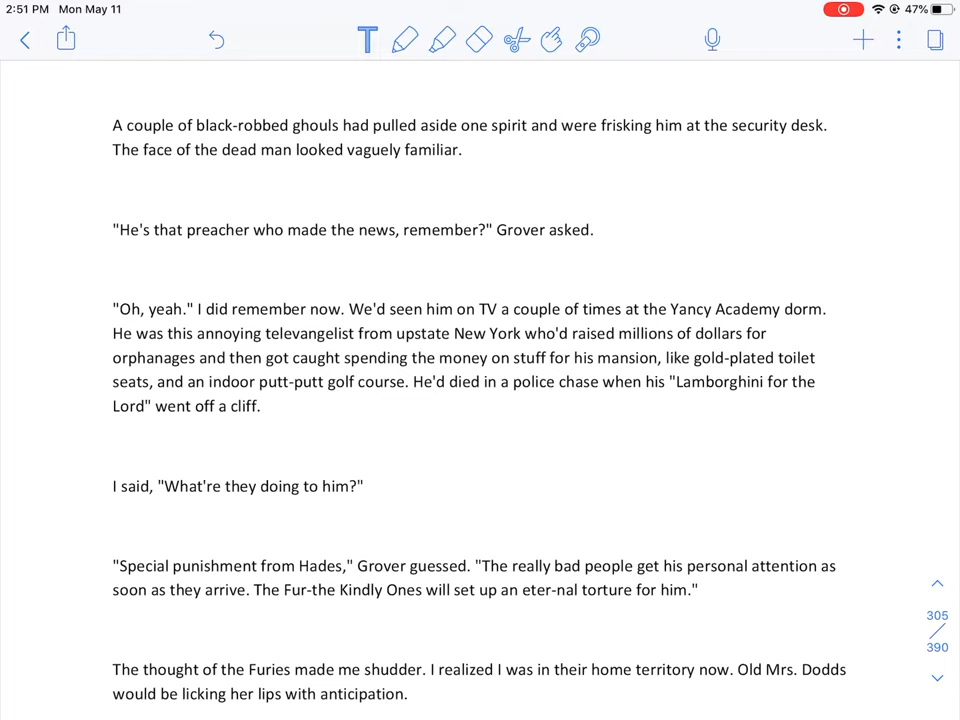 2:51 PM Mon May 11
47%
A couple of black-robbed ghouls had pulled aside one spirit and were frisking him at the security desk.
The face of the dead man looked vaguely familiar.
"He's that preacher who made the news, remember?" Grover asked.
"Oh, yeah." I did remember now. We'd seen him on TV a couple of times at the Yancy Academy dorm.
He was this annoying televangelist from upstate New York who'd raised millions of dollars for
orphanages and then got caught spending the money on stuff for his mansion, like gold-plated toilet
seats, and an indoor putt-putt golf course. He'd died in a police chase when his "Lamborghini for the
Lord" went off a cliff.
I said, "What're they doing to him?"
"Special punishment from Hades," Grover guessed. "The really bad people get his personal attention as
soon as they arrive. The Fur-the Kindly Ones will set up an eter-nal torture for him."
305
390
The thought of the Furies made me shudder. I realized I was in their home territory now. Old Mrs. Dodds
would be licking her lips with anticipation.